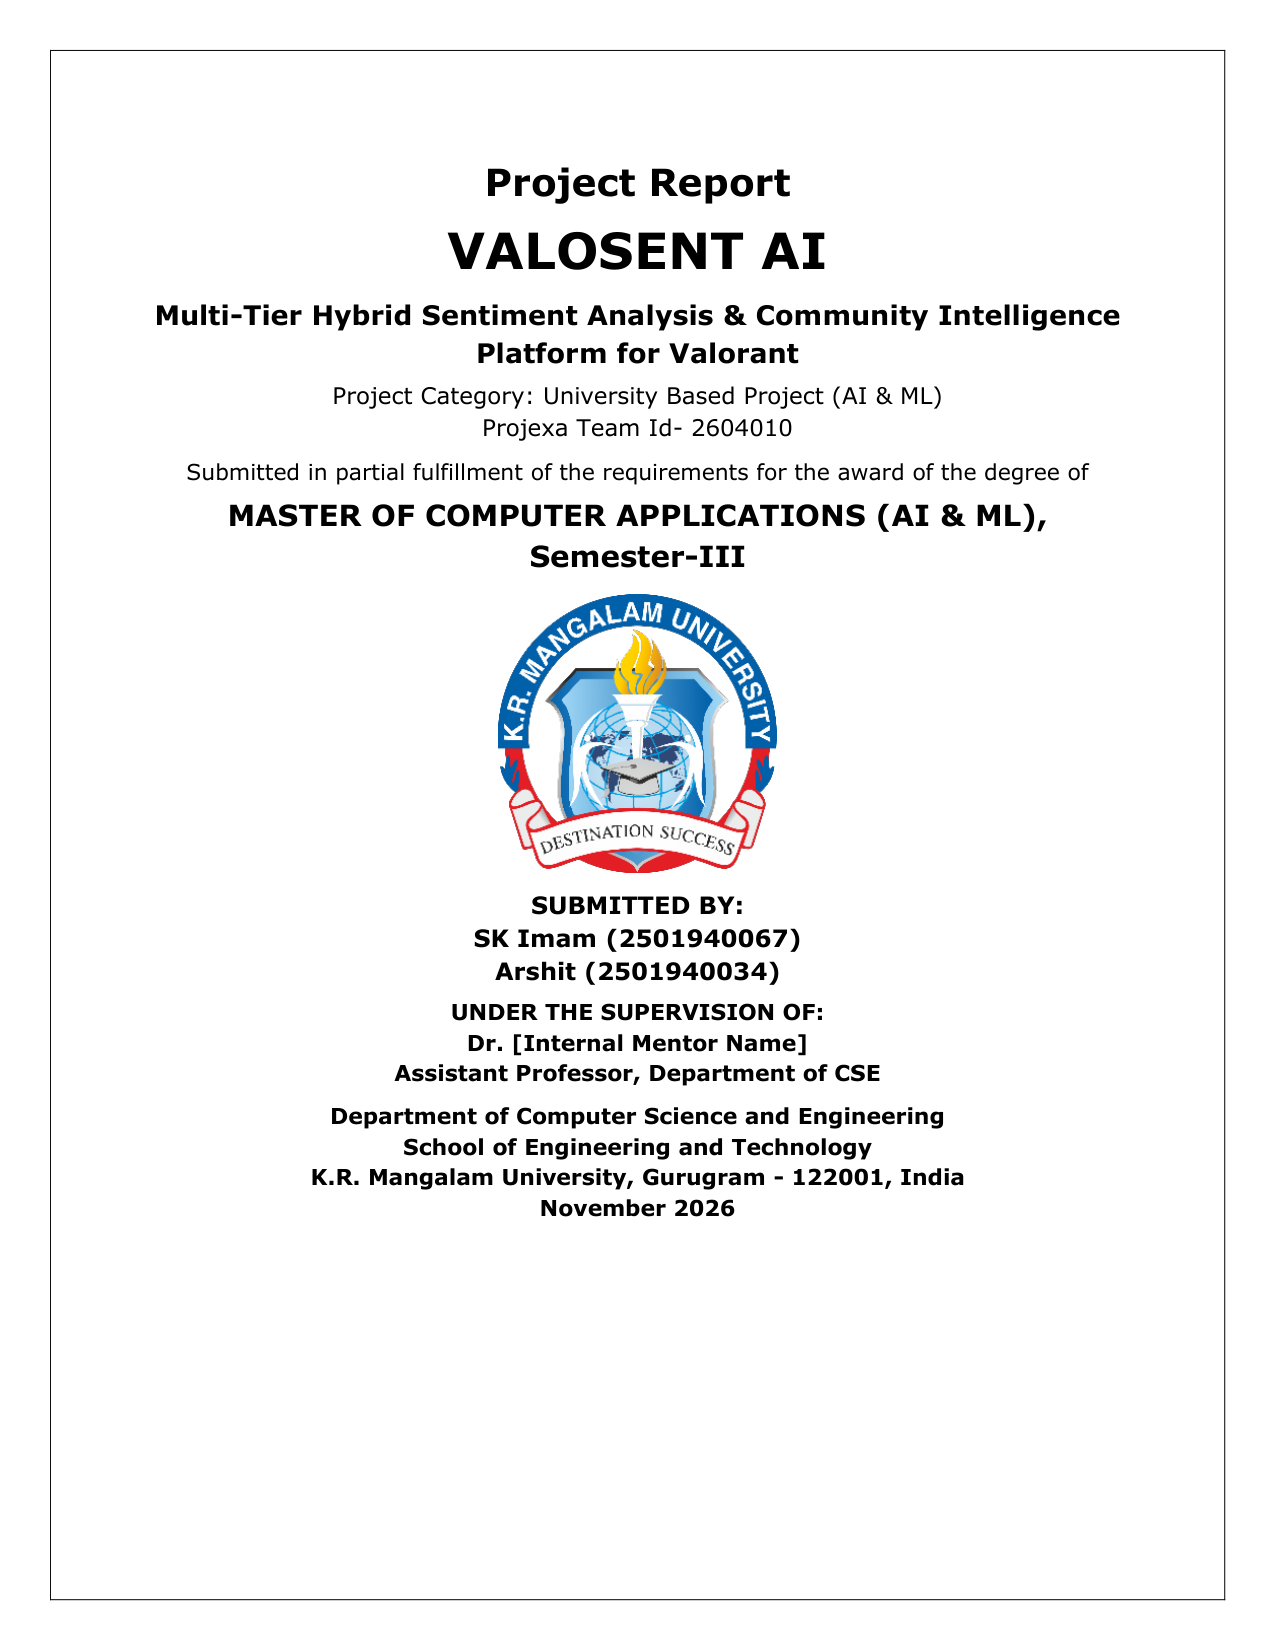 Project Report
VALOSENT AI
Multi-Tier Hybrid Sentiment Analysis & Community Intelligence
Platform for Valorant
Project Category: University Based Project (AI & ML)
Projexa Team Id- 2604010
Submitted in partial fulfillment of the requirements for the award of the degree of
MASTER OF COMPUTER APPLICATIONS (AI & ML),
Semester-III
K.R. MANGALAM UNIVERSITY
DESTINATION SUCCESS
SUBMITTED BY:
SK Imam (2501940067)
Arshit (2501940034)
UNDER THE SUPERVISION OF:
Dr. [Internal Mentor Name]
Assistant Professor, Department of CSE
Department of Computer Science and Engineering
School of Engineering and Technology
K.R. Mangalam University, Gurugram - 122001, India
November 2026